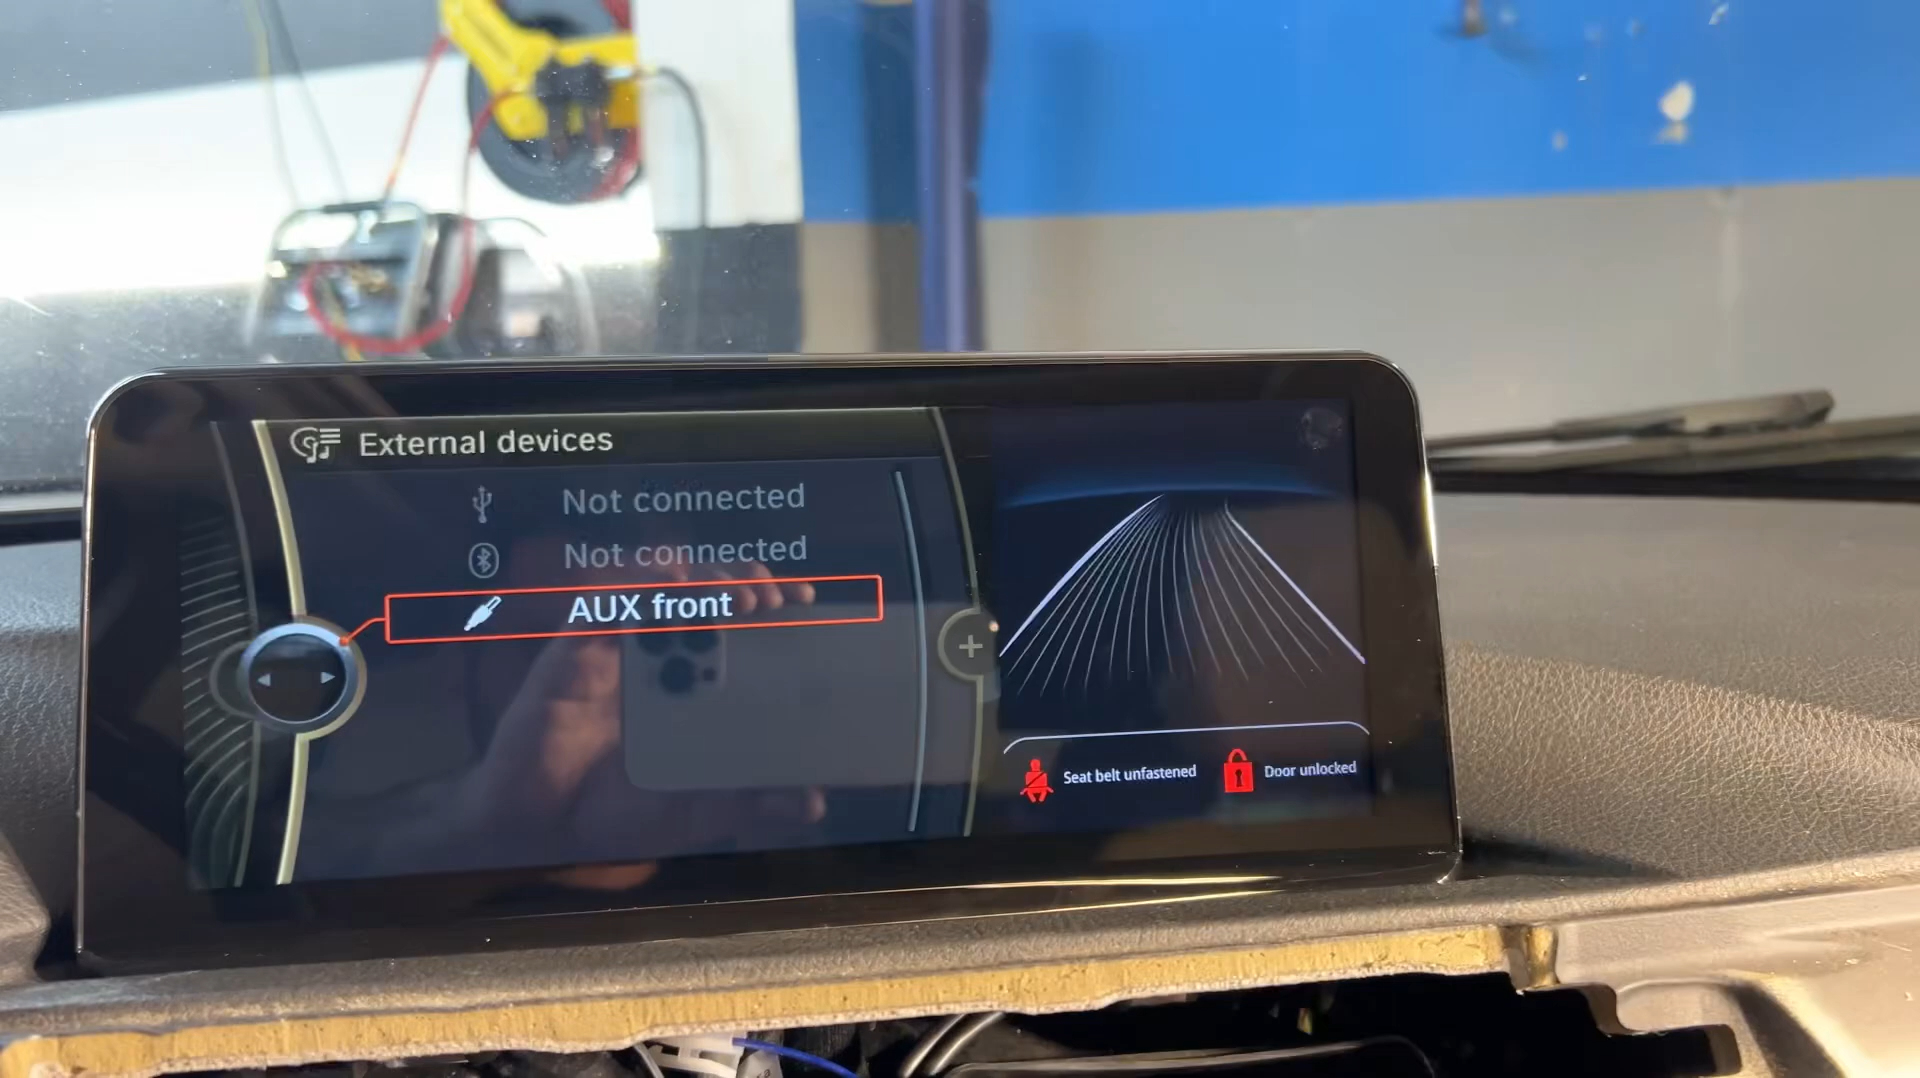 External devices
Not connected
Not connected
AUX front
Seat belt unfastened
Door unlocked